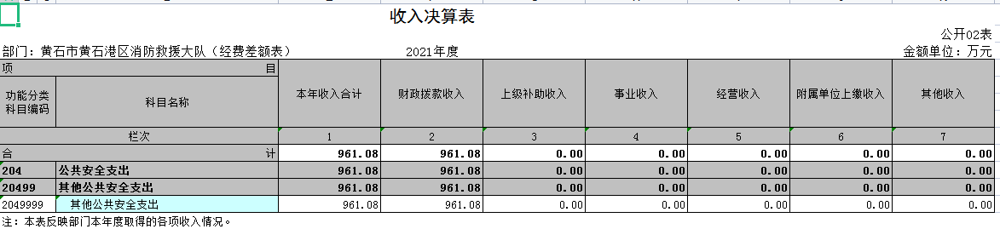 收入决算表
公开02表
部门：黄石市黄石港区消防救援大队（经费差额表） 2021年度 金额单位：万元
项 目 本年收入合计 财政拨款收入 上级补助收入 事业收入 经营收入 附属单位上缴收入 其他收入
功能分类科目编码 科目名称
栏次 1 2 3 4 5 6 7
合 计 961.08 961.08 0.00 0.00 0.00 0.00 0.00
204 公共安全支出 961.08 961.08 0.00 0.00 0.00 0.00 0.00
20499 其他公共安全支出 961.08 961.08 0.00 0.00 0.00 0.00 0.00
2049999 其他公共安全支出 961.08 961.08 0.00 0.00 0.00 0.00 0.00
注：本表反映部门本年度取得的各项收入情况。